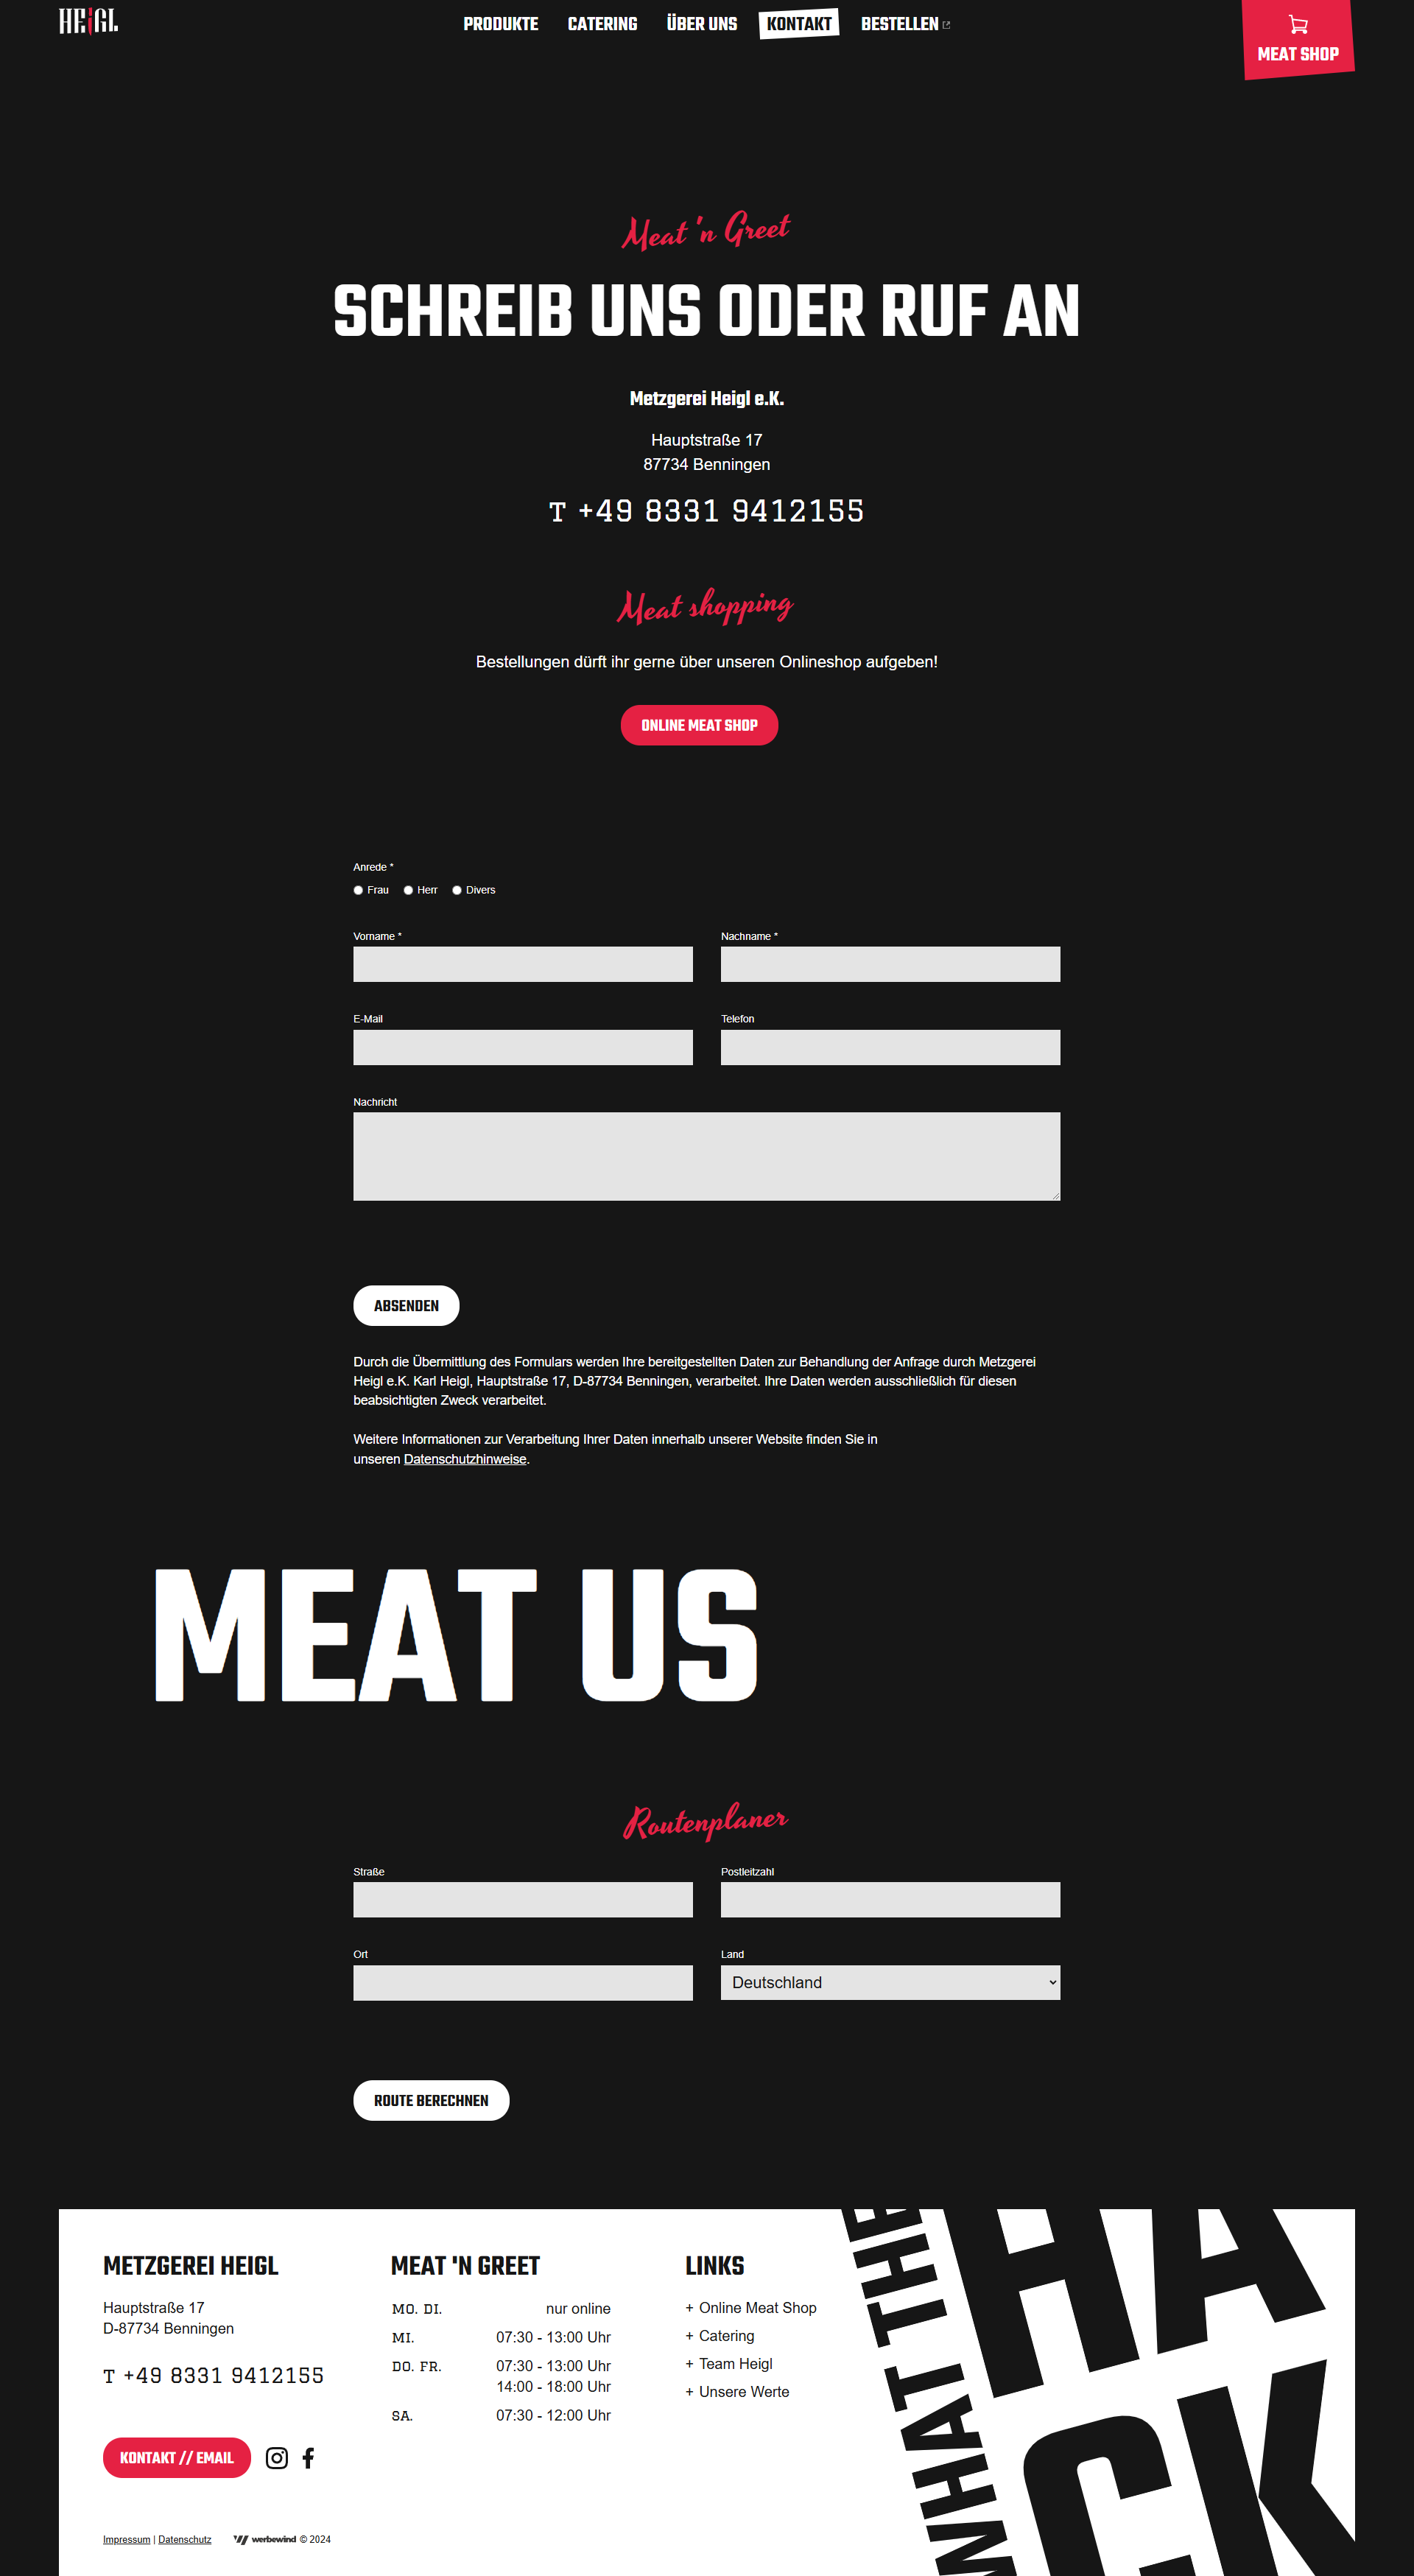 HEIGL
PRODUKTE
CATERING
ÜBER UNS
KONTAKT
BESTELLEN
MEAT SHOP
Meat 'n Greet
SCHREIB UNS ODER RUF AN
Metzgerei Heigl e.K.
Hauptstraße 17
87734 Benningen
T +49 8331 9412155
Meat shopping
Bestellungen dürft ihr gerne über unseren Onlineshop aufgeben!
ONLINE MEAT SHOP
Anrede *
Frau Herr Divers
Vorname *
Nachname *
E-Mail
Telefon
Nachricht
ABSENDEN
Durch die Übermittlung des Formulars werden Ihre bereitgestellten Daten zur Behandlung der Anfrage durch Metzgerei
Heigl e.K. Karl Heigl, Hauptstraße 17, D-87734 Benningen, verarbeitet. Ihre Daten werden ausschließlich für diesen
beabsichtigten Zweck verarbeitet.
Weitere Informationen zur Verarbeitung Ihrer Daten innerhalb unserer Website finden Sie in
unseren Datenschutzhinweise.
MEAT US
Routenplaner
Straße
Postleitzahl
Ort
Land
Deutschland
ROUTE BERECHNEN
METZGEREI HEIGL
Hauptstraße 17
D-87734 Benningen
T +49 8331 9412155
KONTAKT // EMAIL
Impressum | Datenschutz
werbewind © 2024
MEAT 'N GREET
MO. DI. nur online
MI. 07:30 - 13:00 Uhr
DO. FR. 07:30 - 13:00 Uhr
14:00 - 18:00 Uhr
SA. 07:30 - 12:00 Uhr
LINKS
+ Online Meat Shop
+ Catering
+ Team Heigl
+ Unsere Werte
WHAT THE
HA
CK